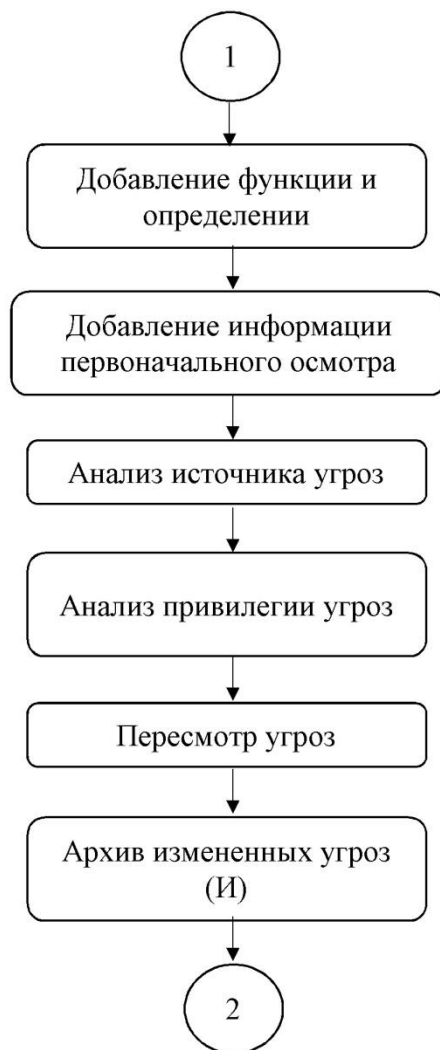 1
Добавление функции и
определении
Добавление информации
первоначального осмотра
Анализ источника угроз
Анализ привилегии угроз
Пересмотр угроз
Архив измененных угроз
(И)
2